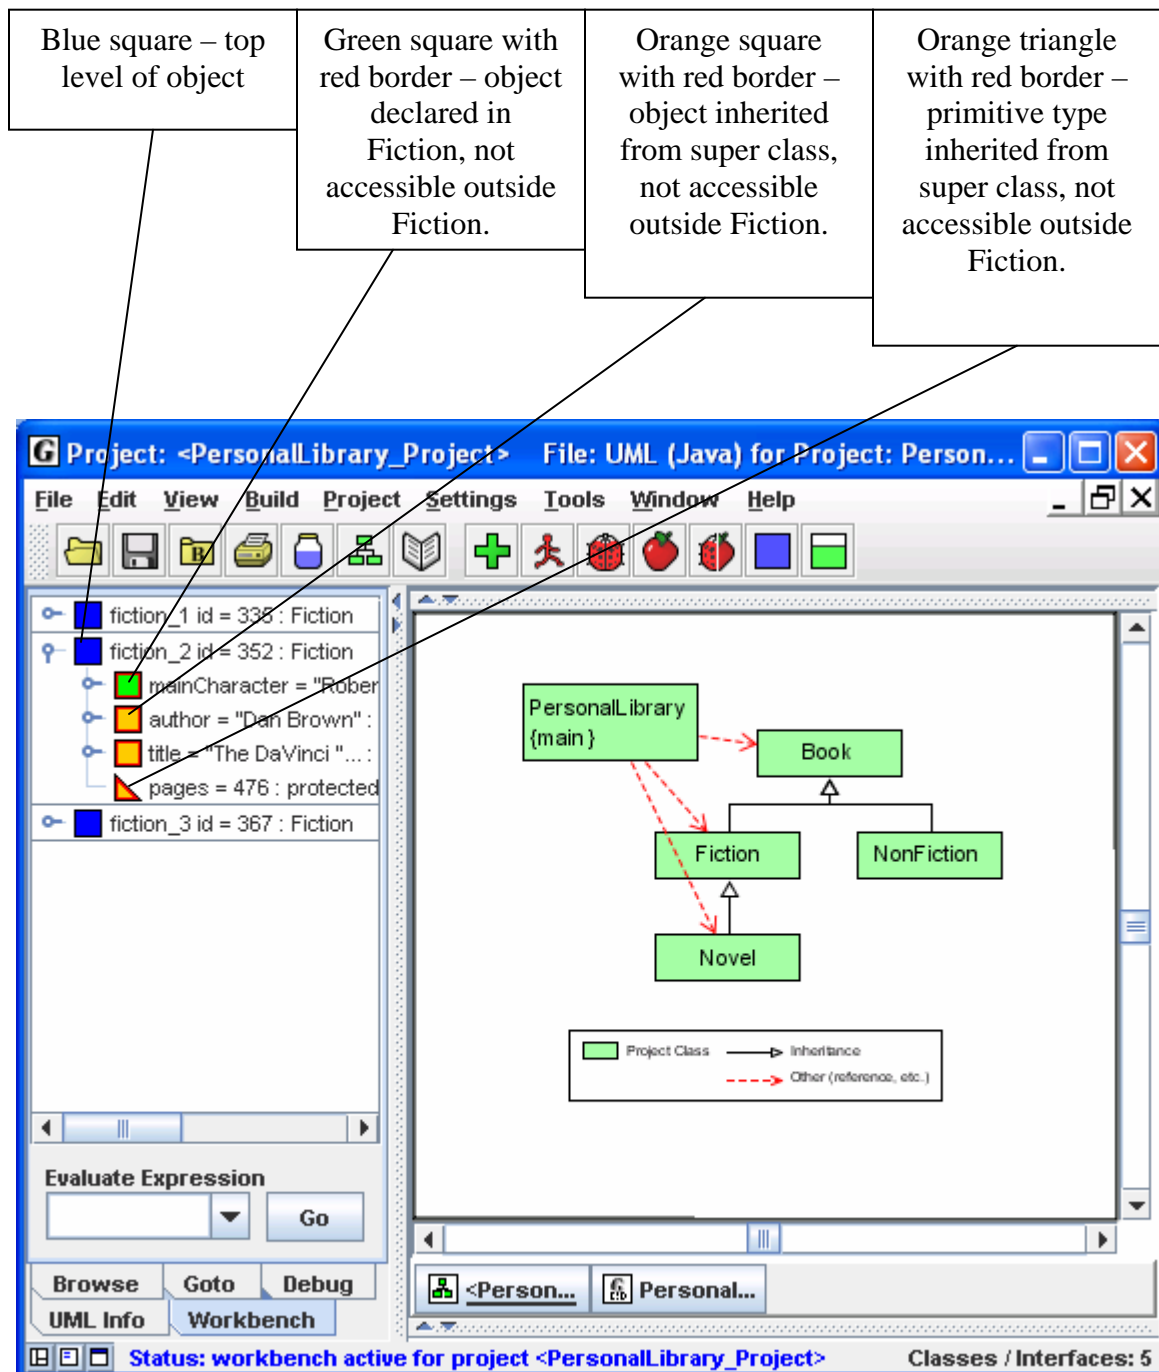 Blue square – top
level of object
Green square with
red border – object
declared in
Fiction, not
accessible outside
Fiction.
Orange square
with red border –
object inherited
from super class,
not accessible
outside Fiction.
Orange triangle
with red border –
primitive type
inherited from
super class, not
accessible outside
Fiction.
Project: <PersonalLibrary_Project> File: UML (Java) for Project: Person...
File Edit View Build Project Settings Tools Window Help
fiction_1 id = 335 : Fiction
fiction_2 id = 352 : Fiction
mainCharacter = "Rober
author = "Dan Brown" :
title = "The DaVinci "... :
pages = 476 : protected
fiction_3 id = 367 : Fiction
PersonalLibrary
{main }
Book
Fiction
NonFiction
Novel
Project Class
Inheritance
Other (reference, etc.)
Evaluate Expression
Go
Browse Goto Debug
UML Info Workbench
<Person...
Personal...
Status: workbench active for project <PersonalLibrary_Project>
Classes / Interfaces: 5